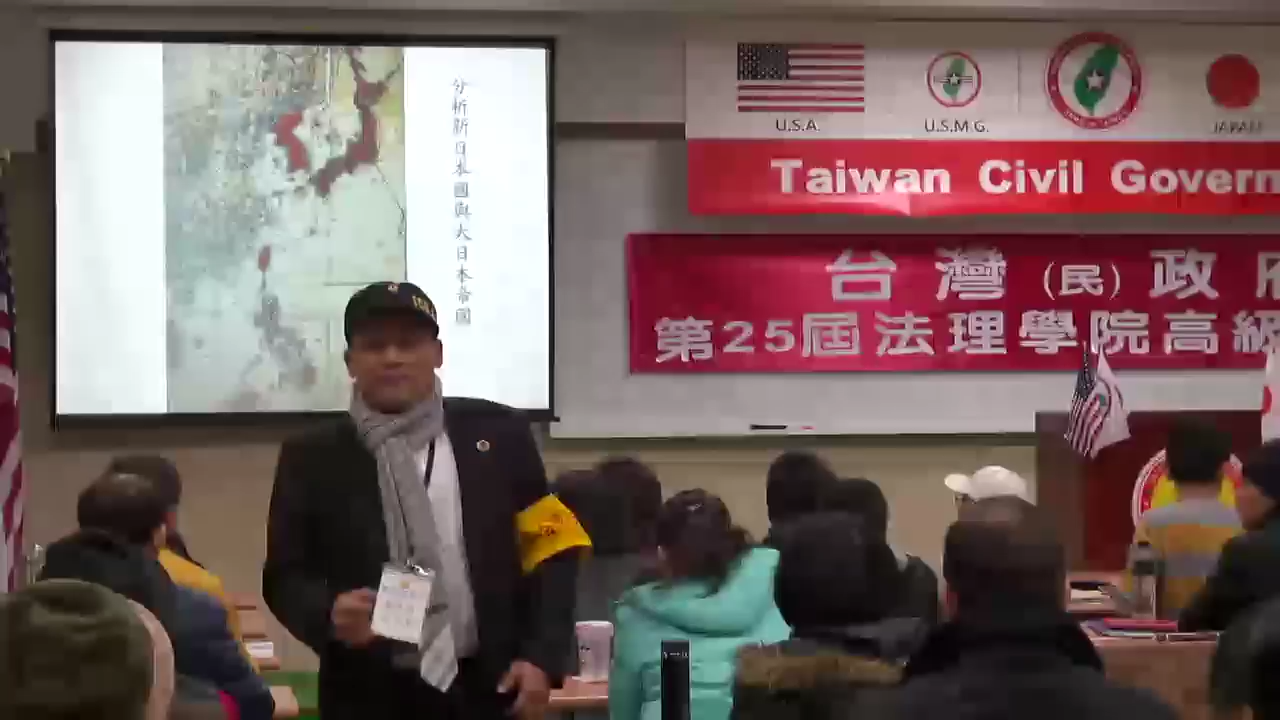 分析新日本國與大日本帝國
U.S.A.
U.S.M.G.
JAPAN
Taiwan Civil Govern
台灣(民)政府
第25屆法理學院高級